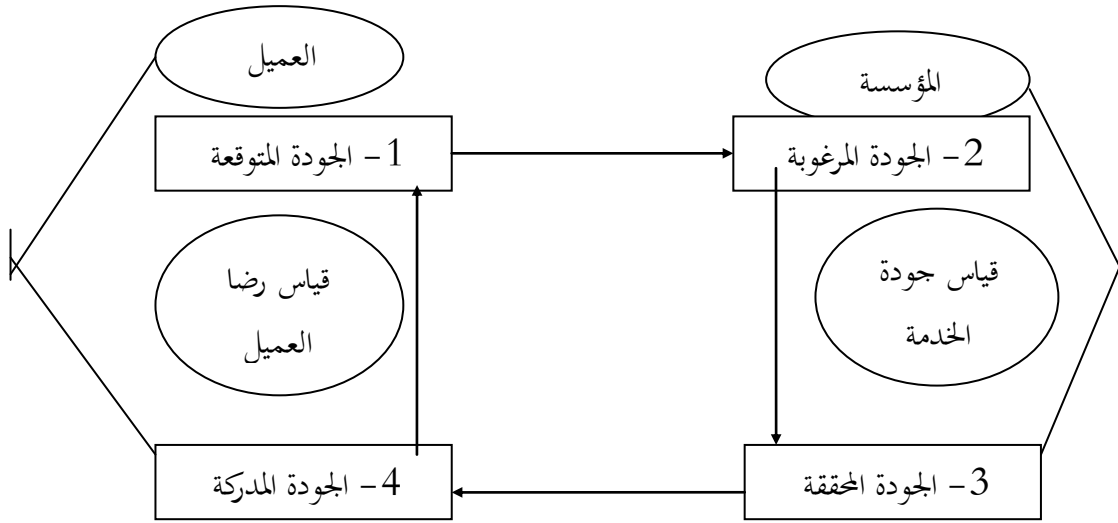 المؤسسة
العميل
2- الجودة المرغوبة
1- الجودة المتوقعة
قياس جودة
الخدمة
قياس رضا
العميل
3- الجودة المحققة
4- الجودة المدركة